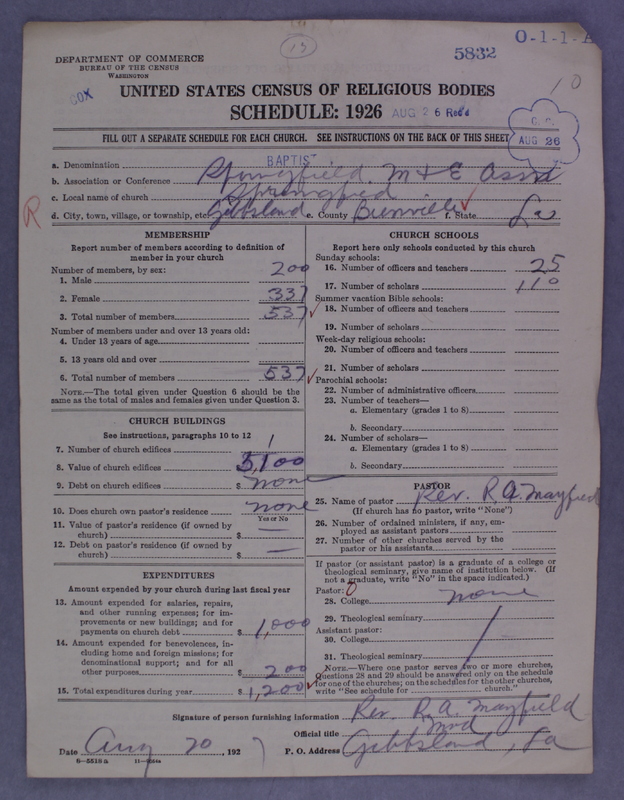 O-1-1-A
19
5832
DEPARTMENT OF COMMERCE
BUREAU OF THE CENSUS
WASHINGTON
COX
10
UNITED STATES CENSUS OF RELIGIOUS BODIES
SCHEDULE: 1926 AUG 26 Rec'd
AUG 26
FILL OUT A SEPARATE SCHEDULE FOR EACH CHURCH. SEE INSTRUCTIONS ON THE BACK OF THIS SHEET
a. Denomination BAPTIST
b. Association or Conference Springfield M & E Assn
c. Local name of church Springfied
R
d. City, town, village, or township, etc. Gibbsland e. County Bienville f. State La
MEMBERSHIP
Report number of members according to definition of member in your church
Number of members, by sex:
1. Male 200
2. Female 337
3. Total number of members 537
Number of members under and over 13 years old:
4. Under 13 years of age
5. 13 years old and over
6. Total number of members 537
NOTE.—The total given under Question 6 should be the same as the total of males and females given under Question 3.
CHURCH BUILDINGS
See instructions, paragraphs 10 to 12
7. Number of church edifices 1
8. Value of church edifices 5,100
9. Debt on church edifices $ none
10. Does church own pastor's residence? none
Yes or No
11. Value of pastor's residence (if owned by church) $ —
12. Debt on pastor's residence (if owned by church) $ —
EXPENDITURES
Amount expended by your church during last fiscal year
13. Amount expended for salaries, repairs, and other running expenses; for improvements or new buildings; and for payments on church debt $ 1,000
14. Amount expended for benevolences, including home and foreign missions; for denominational support; and for all other purposes $ 200
15. Total expenditures during year $ 1,200
CHURCH SCHOOLS
Report here only schools conducted by this church
Sunday schools:
16. Number of officers and teachers 25
17. Number of scholars 110
Summer vacation Bible schools:
18. Number of officers and teachers
19. Number of scholars
Week-day religious schools:
20. Number of officers and teachers
21. Number of scholars
Parochial schools:
22. Number of administrative officers
23. Number of teachers—
a. Elementary (grades 1 to 8)
b. Secondary
24. Number of scholars—
a. Elementary (grades 1 to 8)
b. Secondary
PASTOR
25. Name of pastor Rev. R. A. Mayfield
(If church has no pastor, write "None")
26. Number of ordained ministers, if any, employed as assistant pastors
27. Number of other churches served by the pastor or his assistants
If pastor (or assistant pastor) is a graduate of a college or theological seminary, give name of institution below. (If not a graduate, write "No" in the space indicated.)
Pastor: 0
28. College none
29. Theological seminary
Assistant pastor:
30. College
31. Theological seminary
NOTE.—Where one pastor serves two or more churches, Questions 28 and 29 should be answered only on the schedule for one of the churches; on the schedules for the other churches, write "See schedule for church."
Signature of person furnishing information Rev. R. A. Mayfield
Official title
Date Aug 20, 1927 P. O. Address Gibbsland, La
6—5518 a